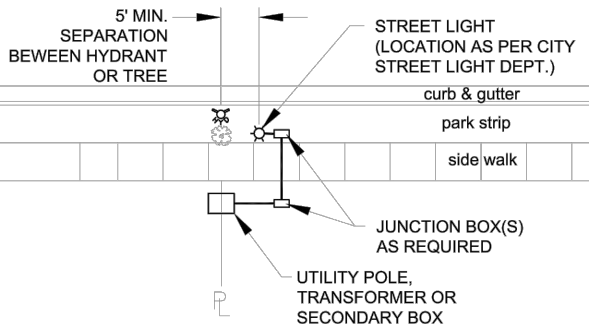 5' MIN.
SEPARATION
BEWEEN HYDRANT
OR TREE
STREET LIGHT
(LOCATION AS PER CITY
STREET LIGHT DEPT.)
curb & gutter
park strip
side walk
JUNCTION BOX(S)
AS REQUIRED
UTILITY POLE,
TRANSFORMER OR
SECONDARY BOX
PL